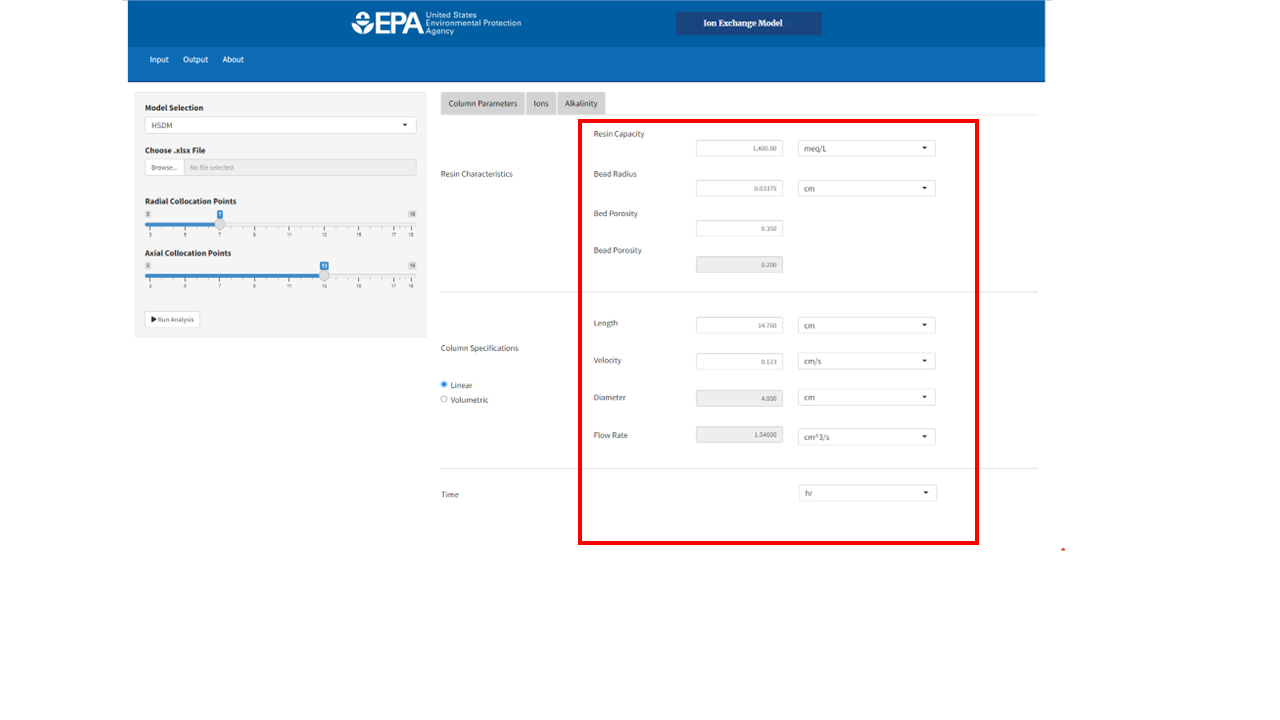 EPA United States
Environmental Protection
Agency
Ion Exchange Model
Input Output About
Model Selection
HSDM
Choose .xlsx File
Browse... No file selected
Radial Collocation Points
3 7 18
3 5 7 9 11 13 15 17 18
Axial Collocation Points
3 13 18
3 5 7 9 11 13 15 17 18
Run Analysis
Column Parameters Ions Alkalinity
Resin Characteristics
Resin Capacity
1,400.00 meq/L
Bead Radius
0.03375 cm
Bed Porosity
0.350
Bead Porosity
0.200
Column Specifications
Linear
Volumetric
Length
14.760 cm
Velocity
0.123 cm/s
Diameter
4.000 cm
Flow Rate
1.54600 cm^3/s
Time
hr